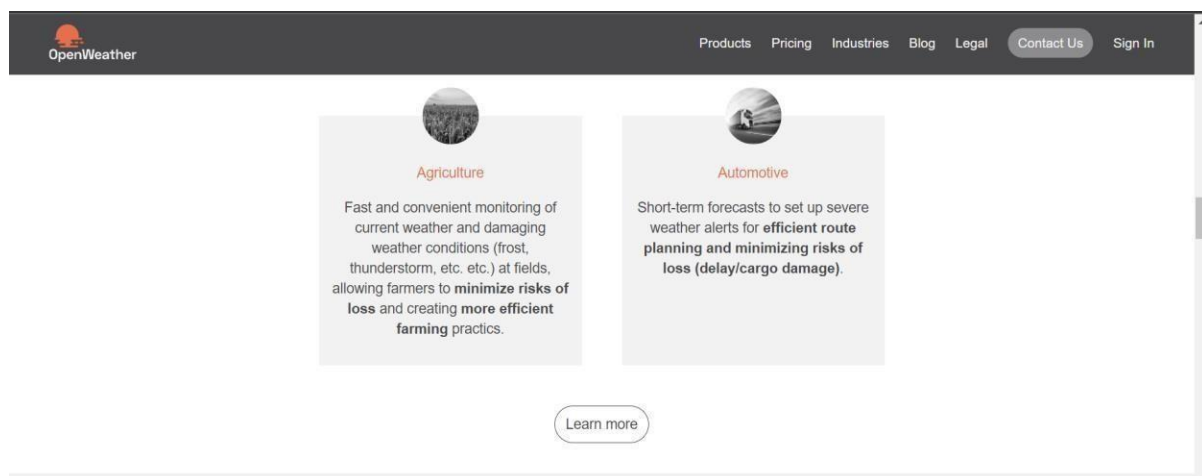 OpenWeather
Products Pricing Industries Blog Legal Contact Us Sign In
Agriculture
Fast and convenient monitoring of
current weather and damaging
weather conditions (frost,
thunderstorm, etc. etc.) at fields,
allowing farmers to minimize risks of
loss and creating more efficient
farming practics.
Automotive
Short-term forecasts to set up severe
weather alerts for efficient route
planning and minimizing risks of
loss (delay/cargo damage).
Learn more